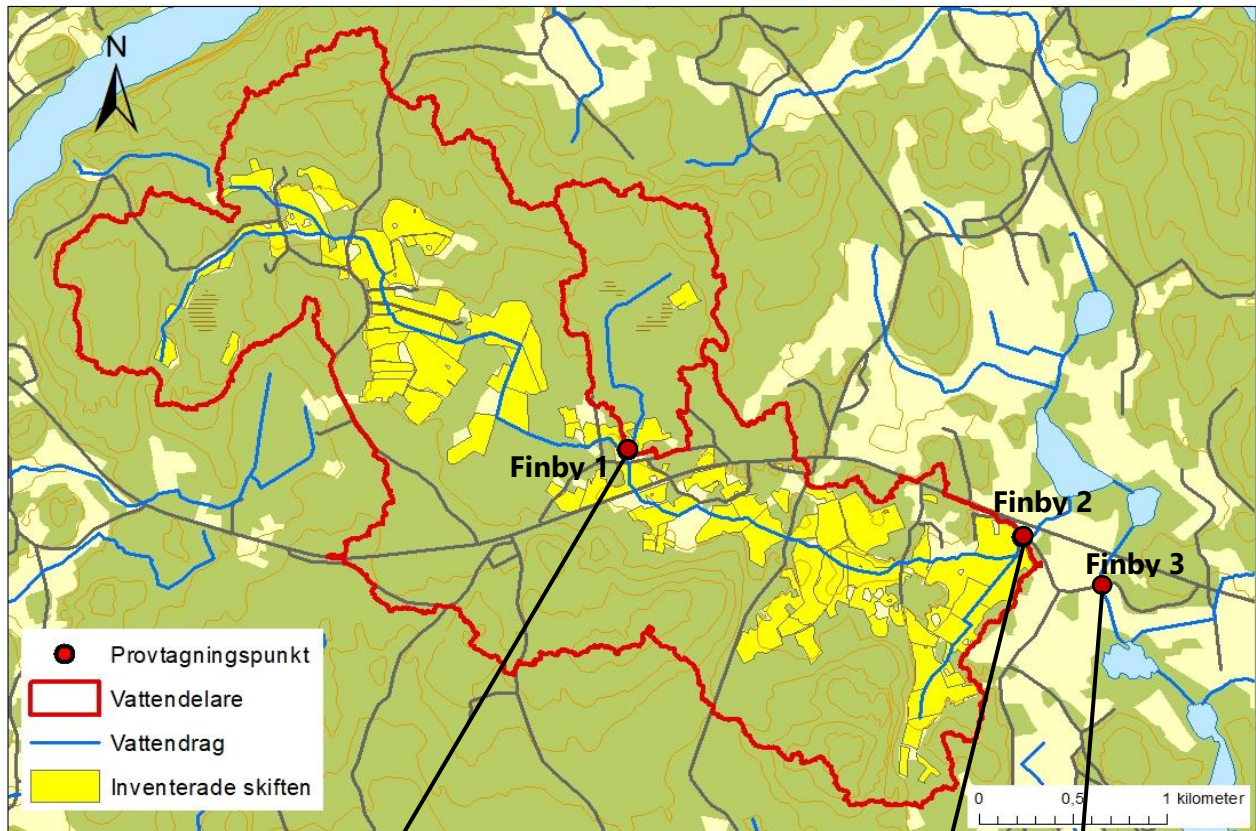 N
Finby 1
Finby 2
Finby 3
Provtagningspunkt
Vattendelare
Vattendrag
Inventerade skiften
0 0,5 1 kilometer